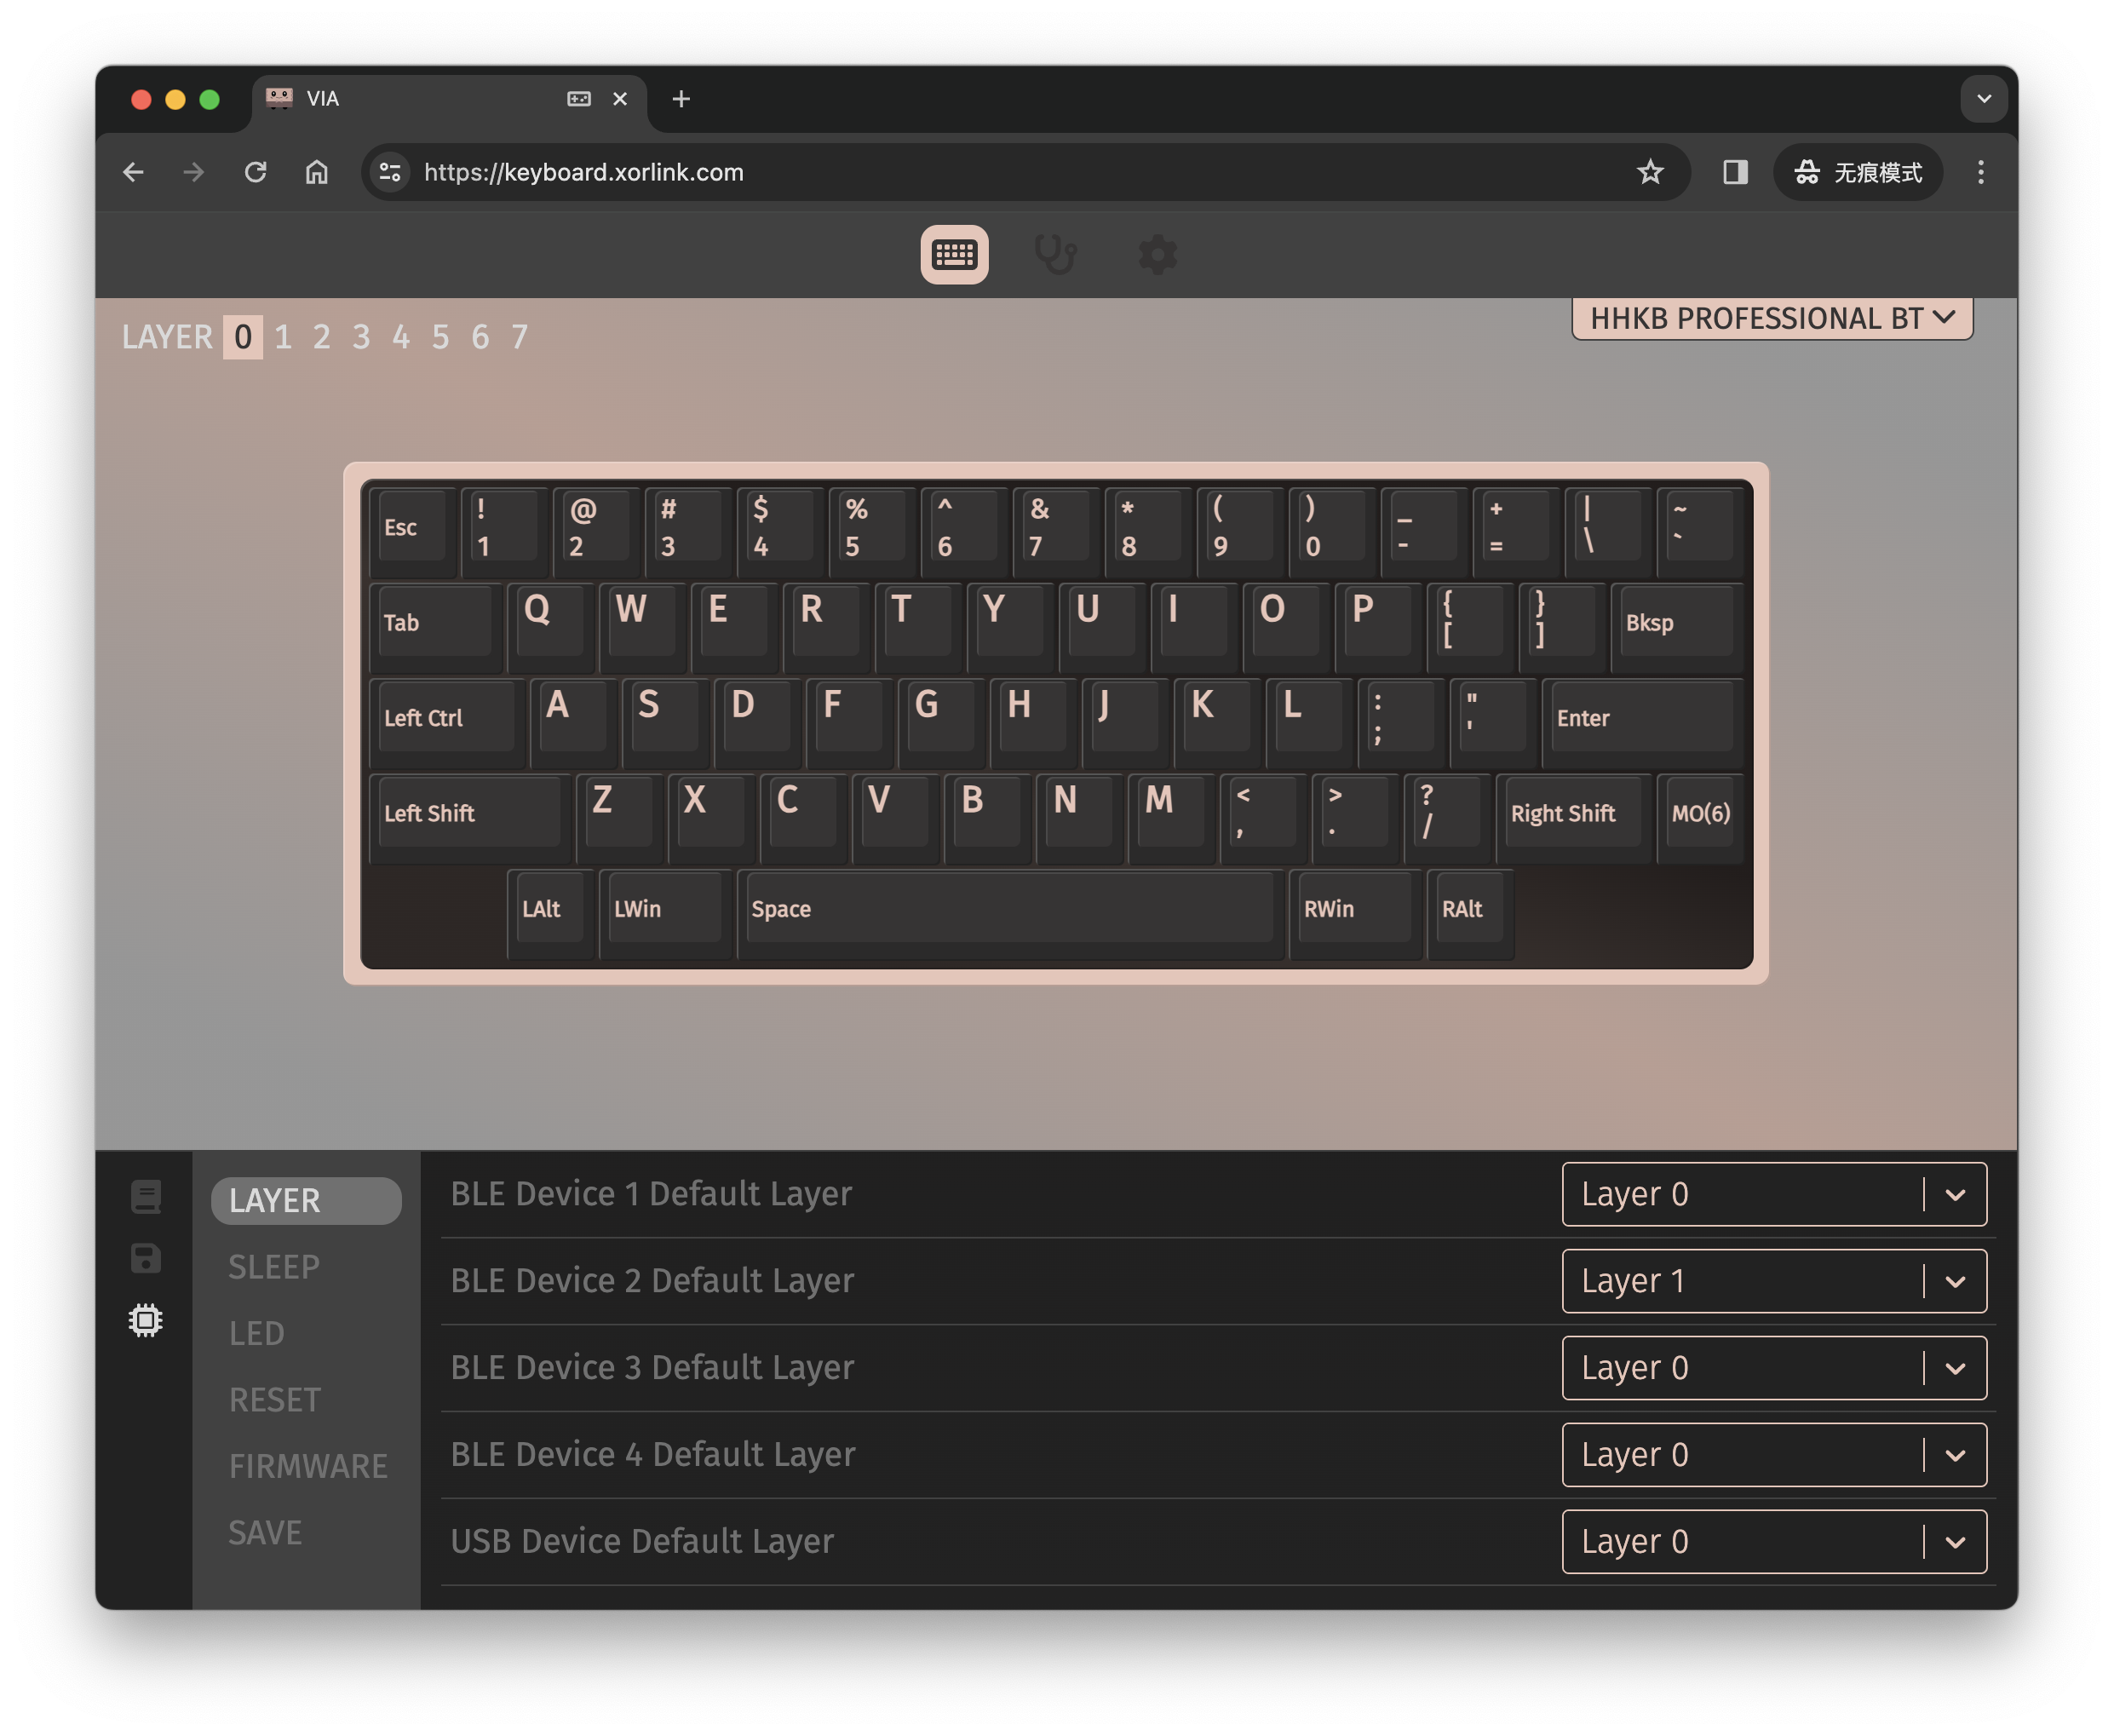 VIA
https://keyboard.xorlink.com
无痕模式
LAYER 0 1 2 3 4 5 6 7
HHKB PROFESSIONAL BT
Esc ! 1 @ 2 # 3 $ 4 % 5 ^ 6 & 7 * 8 ( 9 ) 0 _ - + = | \ ~ `
Tab Q W E R T Y U I O P { [ } ] Bksp
Left Ctrl A S D F G H J K L : ; " ' Enter
Left Shift Z X C V B N M < , > . ? / Right Shift MO(6)
LAlt LWin Space RWin RAlt
LAYER
SLEEP
LED
RESET
FIRMWARE
SAVE
BLE Device 1 Default Layer Layer 0
BLE Device 2 Default Layer Layer 1
BLE Device 3 Default Layer Layer 0
BLE Device 4 Default Layer Layer 0
USB Device Default Layer Layer 0